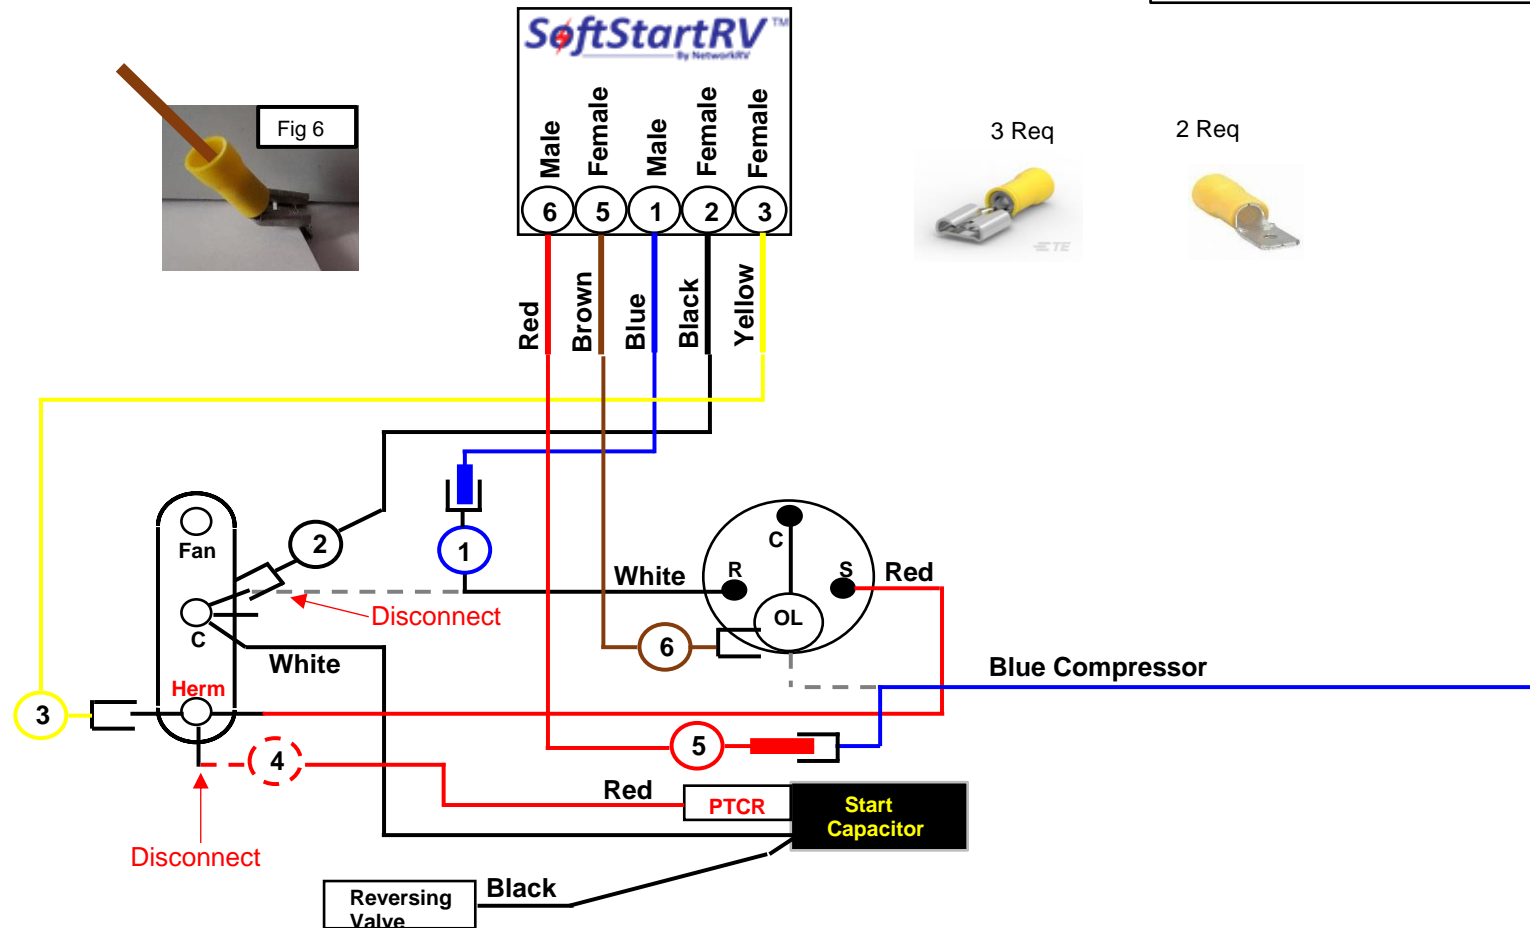 SoftStartRV™
By NetworkRV
Fig 6
3 Req
2 Req
Male
Female
Male
Female
Female
6
5
1
2
3
Red
Brown
Blue
Black
Yellow
TE
Fan
2
1
C
R
S
White
Red
Disconnect
OL
C
6
White
Blue Compressor
Herm
3
5
4
Red
PTCR
Start
Capacitor
Disconnect
Black
Reversing
Valve